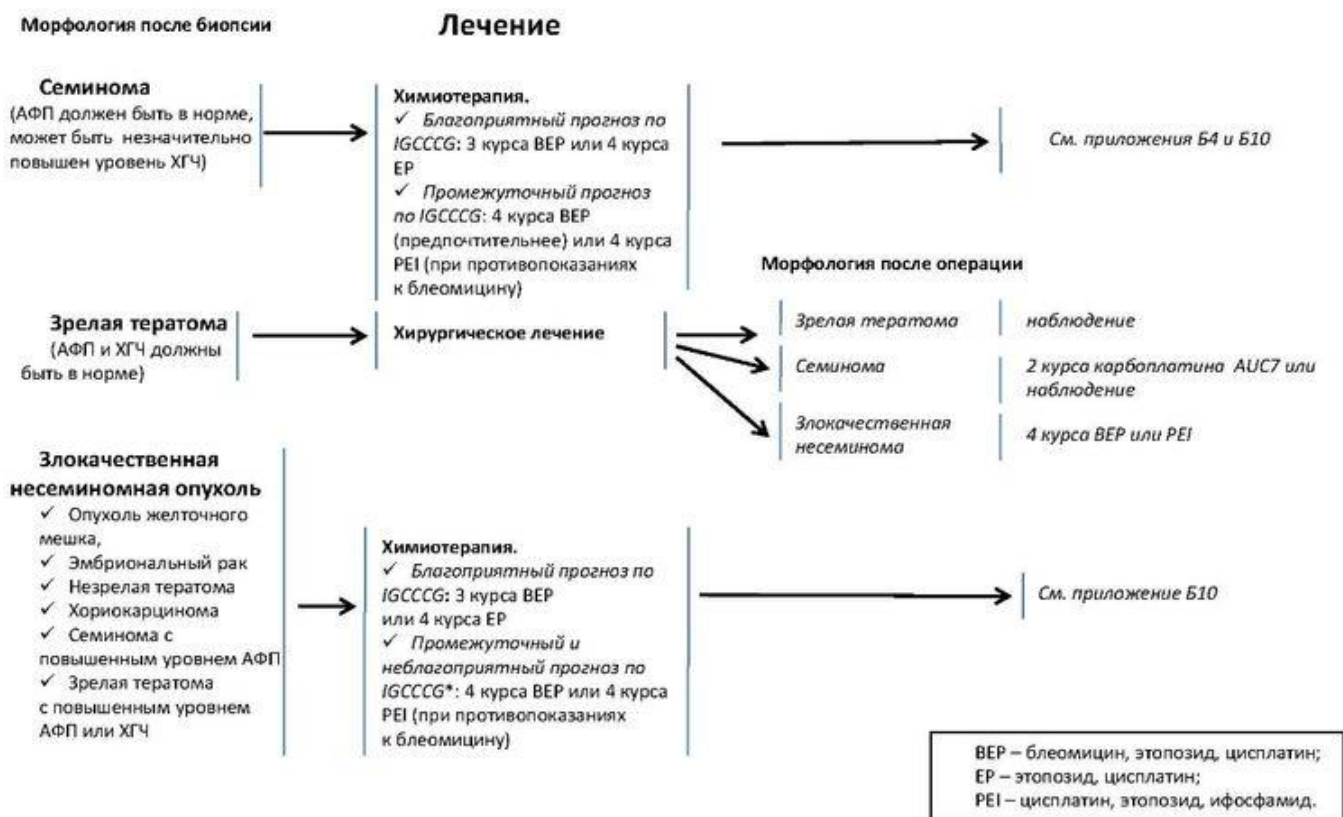 Морфология после биопсии
Лечение
Семинома
(АФП должен быть в норме,
может быть незначительно
повышен уровень ХГЧ)
Химиотерапия.
✓ Благоприятный прогноз по
IGCCCG: 3 курса BEP или 4 курса
EP
✓ Промежуточный прогноз
по IGCCCG: 4 курса BEP
(предпочтительнее) или 4 курса
PEI (при противопоказаниях
к блеомицину)
См. приложения Б4 и Б10
Зрелая тератома
(АФП и ХГЧ должны
быть в норме)
Хирургическое лечение
Морфология после операции
Зрелая тератома
наблюдение
Семинома
2 курса карбоплатина AUC7 или
наблюдение
Злокачественная
несеминома
4 курса BEP или PEI
Злокачественная
несеминомная опухоль
✓ Опухоль желточного
мешка,
✓ Эмбриональный рак
✓ Незрелая тератома
✓ Хориокарцинома
✓ Семинома с
повышенным уровнем АФП
✓ Зрелая тератома
с повышенным уровнем
АФП или ХГЧ
Химиотерапия.
✓ Благоприятный прогноз по
IGCCCG: 3 курса BEP
или 4 курса EP
✓ Промежуточный и
неблагоприятный прогноз по
IGCCCG*: 4 курса BEP или 4 курса
PEI (при противопоказаниях
к блеомицину)
См. приложение Б10
BEP – блеомицин, этопозид, цисплатин;
EP – этопозид, цисплатин;
PEI – цисплатин, этопозид, ифосфамид.